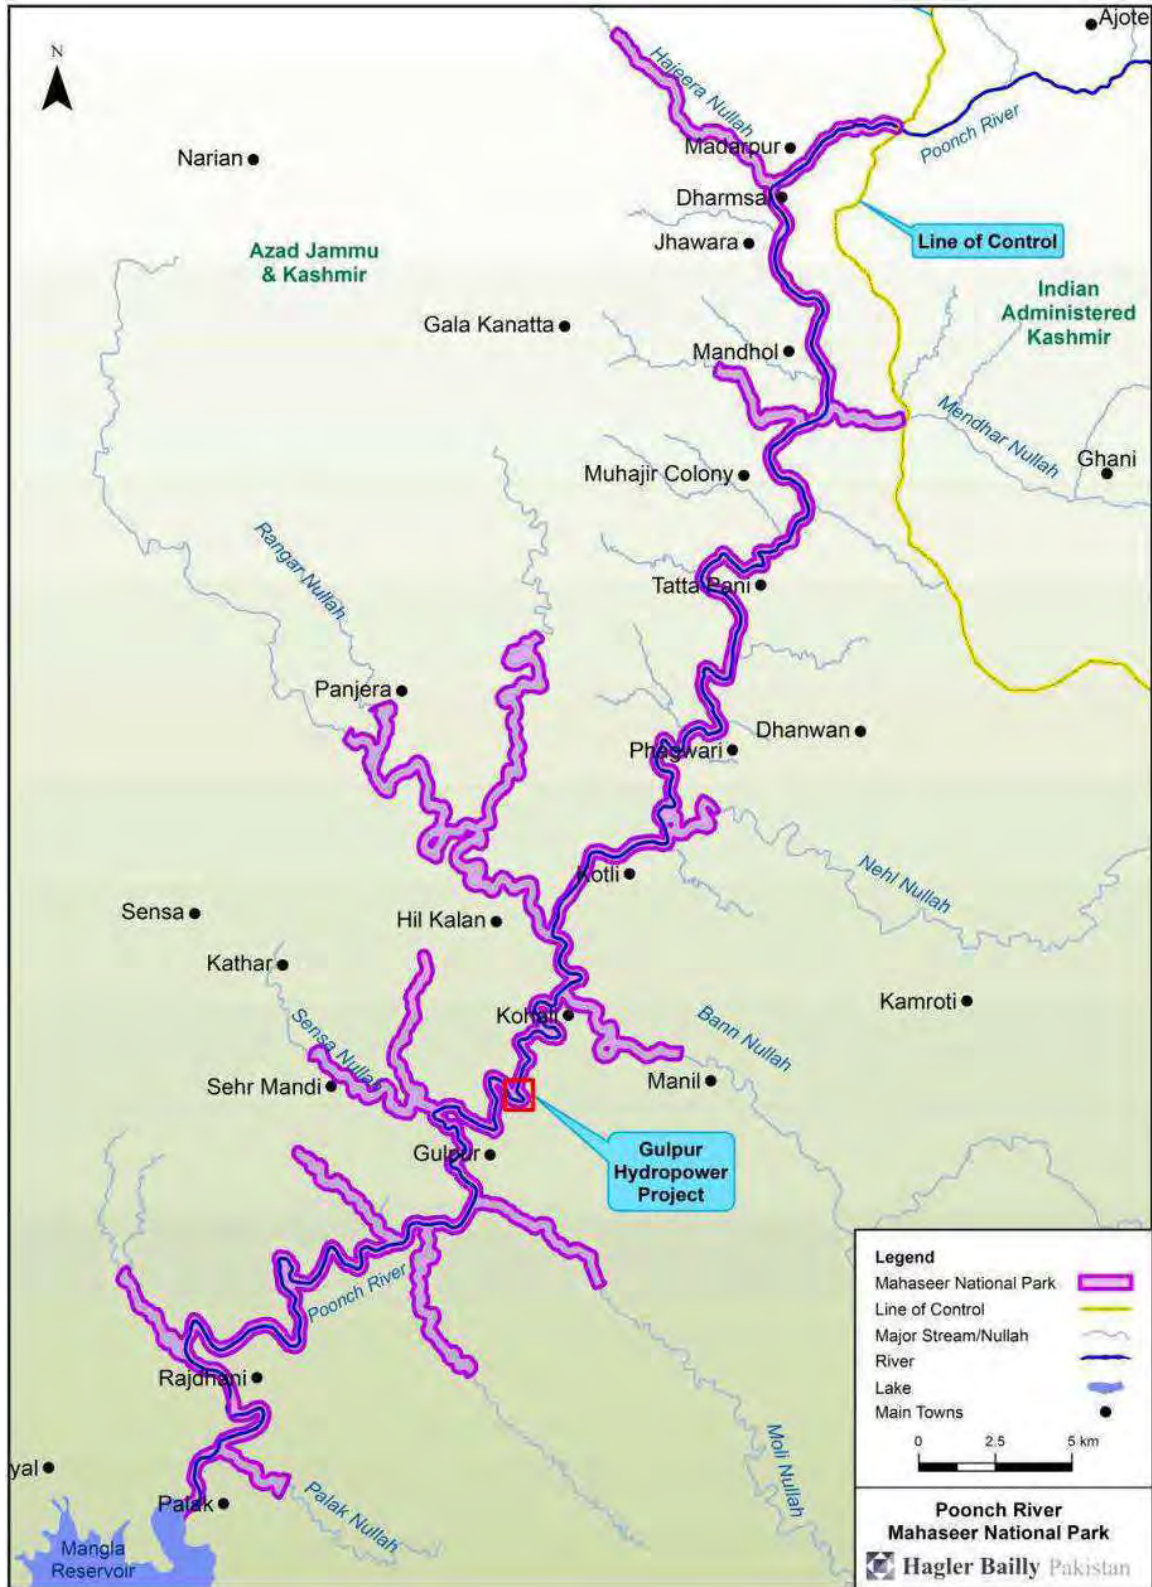 N
Ajote
Hajeera Nullah
Poonch River
Madarpur
Narian
Dharmsal
Line of Control
Jhawara
Azad Jammu
& Kashmir
Indian
Administered
Kashmir
Gala Kanatta
Mandhol
Mendhar Nullah
Ghani
Muhajir Colony
Rangar Nullah
Tatta Pani
Panjera
Dhanwan
Phagwari
Kotli
Nehl Nullah
Sensa
Hil Kalan
Kathar
Kamroti
Kohali
Sensa Nullah
Bann Nullah
Sehr Mandi
Manil
Gulpur
Gulpur
Hydropower
Project
Poonch River
Rajdhani
Moli Nullah
yal
Palak
Palak Nullah
Mangla
Reservoir
Legend
Mahaseer National Park
Line of Control
Major Stream/Nullah
River
Lake
Main Towns
0 2.5 5 km
Poonch River
Mahaseer National Park
Hagler Bailly Pakistan